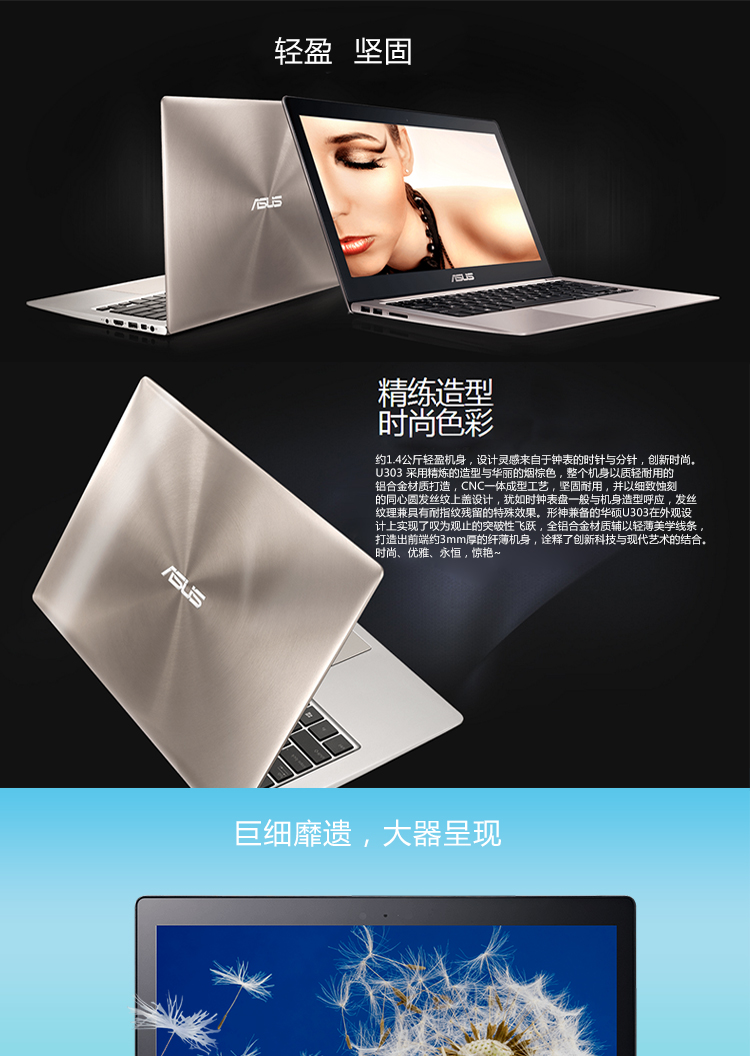 轻盈 坚固
ASUS
ASUS
精练造型
时尚色彩
约1.4公斤轻盈机身，设计灵感来自于钟表的时针与分针，创新时尚。
U303 采用精炼的造型与华丽的烟棕色，整个机身以质轻耐用的
铝合金材质打造，CNC一体成型工艺，坚固耐用，并以细致蚀刻
的同心圆发丝纹上盖设计，犹如时钟表盘一般与机身造型呼应，发丝
纹理兼具有耐指纹残留的特殊效果。形神兼备的华硕U303在外观设
计上实现了叹为观止的突破性飞跃，全铝合金材质辅以轻薄美学线条，
打造出前端约3mm厚的纤薄机身，诠释了创新科技与现代艺术的结合。
时尚、优雅、永恒，惊艳~
ASUS
巨细靡遗，大器呈现